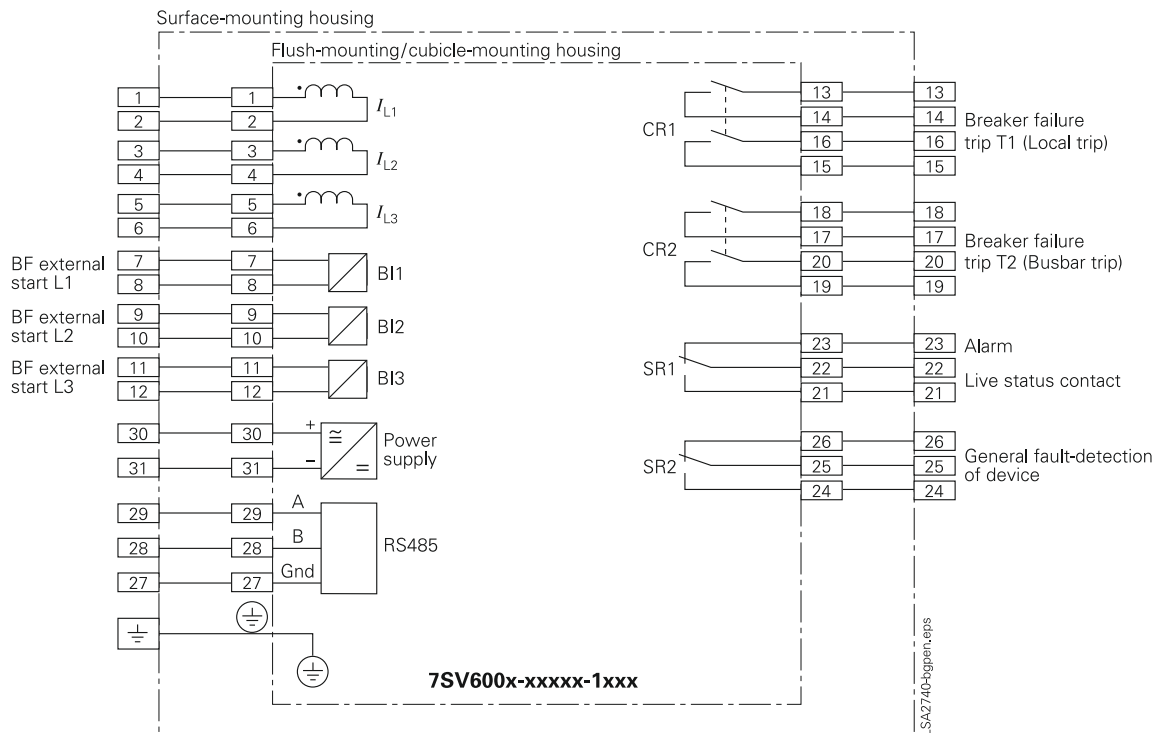 Surface-mounting housing
Flush-mounting/cubicle-mounting housing
1 1 I_L1
2 2
3 3 I_L2
4 4
5 5 I_L3
6 6
BF external start L1
7 7 BI1
8 8
BF external start L2
9 9 BI2
10 10
BF external start L3
11 11 BI3
12 12
30 30 + ≅ Power supply
31 31 − =
29 29 A
28 28 B RS485
27 27 Gnd
CR1
13 13
14 14 Breaker failure
16 16 trip T1 (Local trip)
15 15
CR2
18 18
17 17 Breaker failure
20 20 trip T2 (Busbar trip)
19 19
SR1
23 23 Alarm
22 22
21 21 Live status contact
SR2
26 26
25 25 General fault-detection of device
24 24
7SV600x-xxxxx-1xxx
LSA2740-bgpen.eps